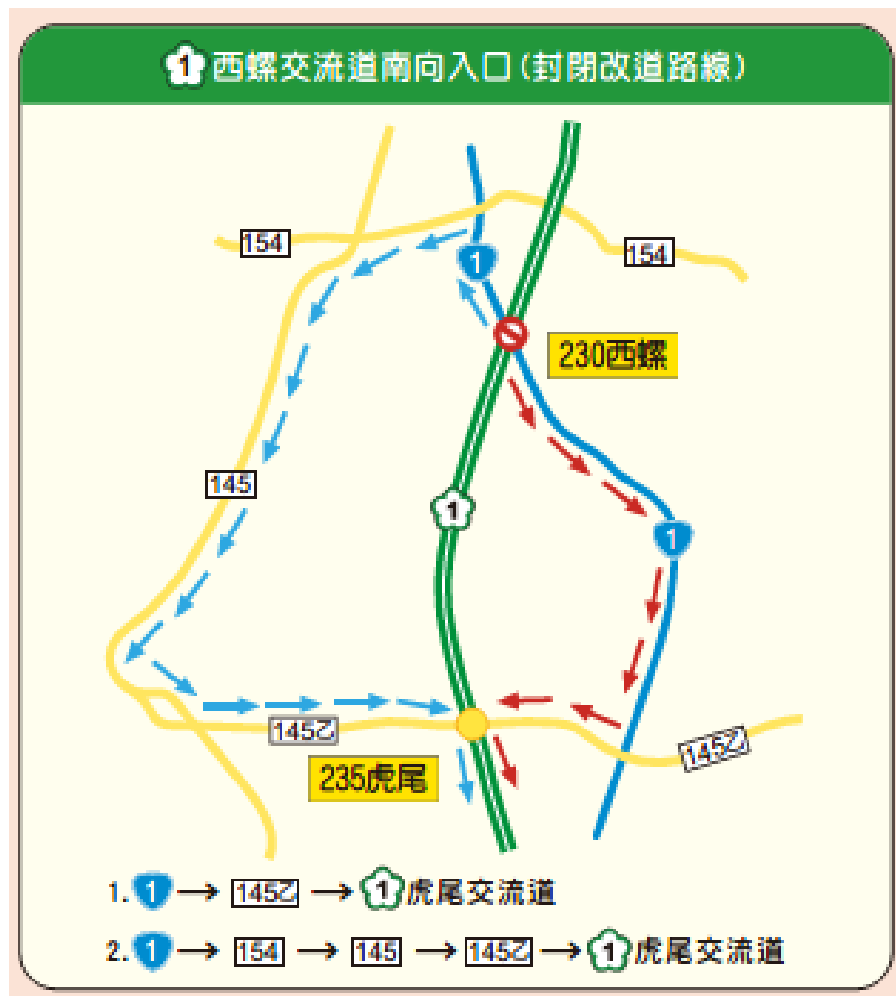 1 西螺交流道南向入口(封閉改道路線)
154
1
154
230西螺
145
1
1
145乙
145乙
235虎尾
1. 1 → 145乙 → 1 虎尾交流道
2. 1 → 154 → 145 → 145乙 → 1 虎尾交流道